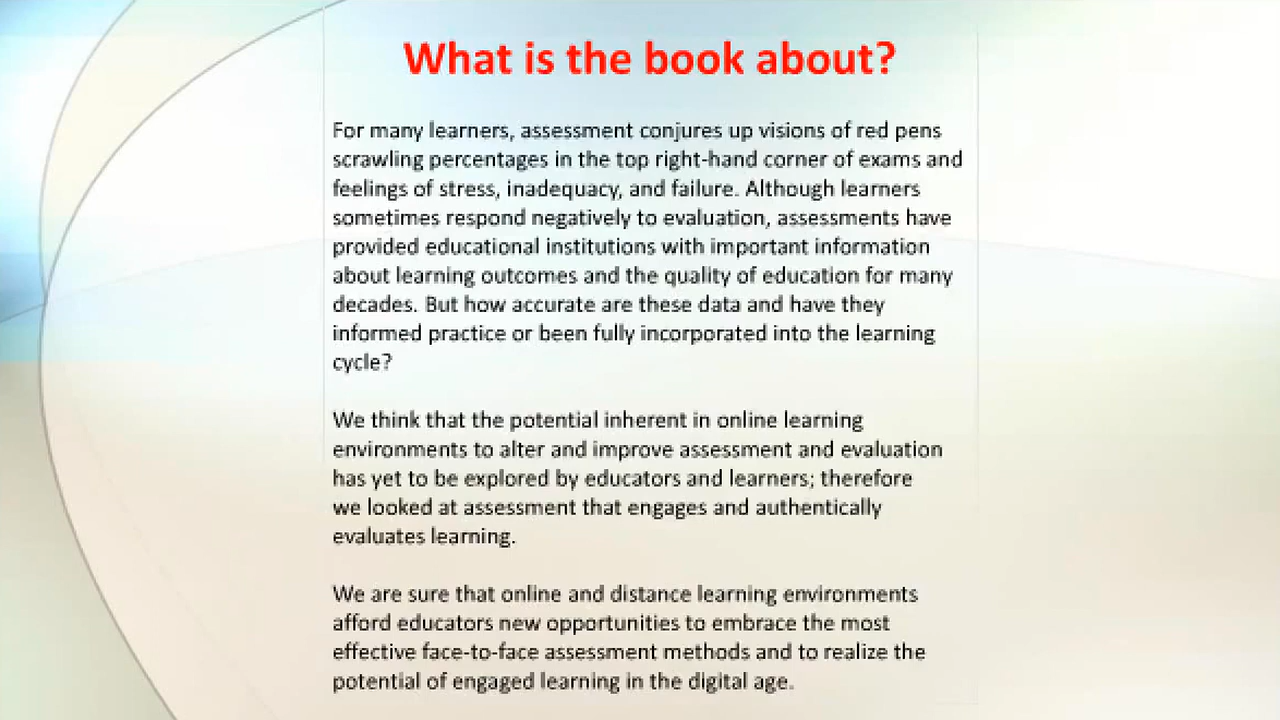 What is the book about?
For many learners, assessment conjures up visions of red pens
scrawling percentages in the top right-hand corner of exams and
feelings of stress, inadequacy, and failure. Although learners
sometimes respond negatively to evaluation, assessments have
provided educational institutions with important information
about learning outcomes and the quality of education for many
decades. But how accurate are these data and have they
informed practice or been fully incorporated into the learning
cycle?
We think that the potential inherent in online learning
environments to alter and improve assessment and evaluation
has yet to be explored by educators and learners; therefore
we looked at assessment that engages and authentically
evaluates learning.
We are sure that online and distance learning environments
afford educators new opportunities to embrace the most
effective face-to-face assessment methods and to realize the
potential of engaged learning in the digital age.